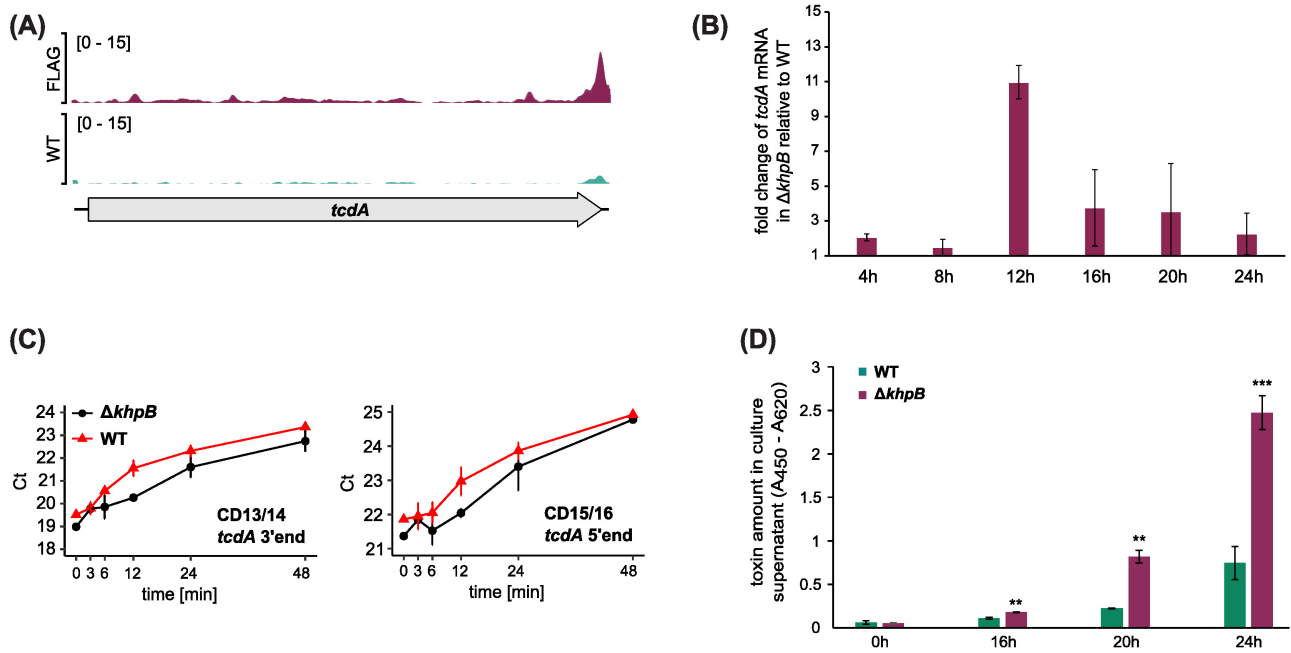 (A)
FLAG
[0 - 15]
WT
[0 - 15]
tcdA
(B)
fold change of tcdA mRNA
in ΔkhpB relative to WT
15
13
11
9
7
5
3
1
4h
8h
12h
16h
20h
24h
(C)
Ct
24
23
22
21
20
19
18
ΔkhpB
WT
CD13/14
tcdA 3'end
0 3 6 12 24 48
time [min]
Ct
25
24
23
22
21
CD15/16
tcdA 5'end
0 3 6 12 24 48
time [min]
(D)
toxin amount in culture
supernatant (A450 - A620)
3
2.5
2
1.5
1
0.5
0
WT
ΔkhpB
**
**
***
0h
16h
20h
24h